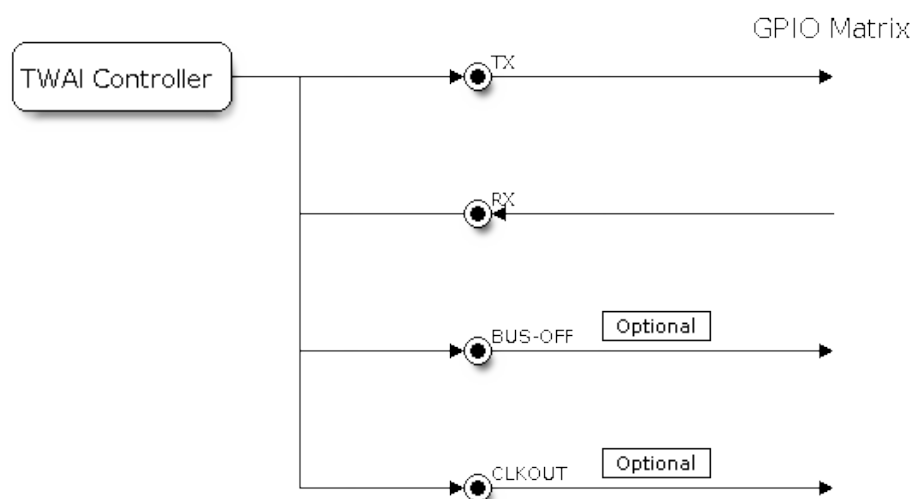 GPIO Matrix
TWAI Controller
TX
RX
BUS-OFF
Optional
CLKOUT
Optional